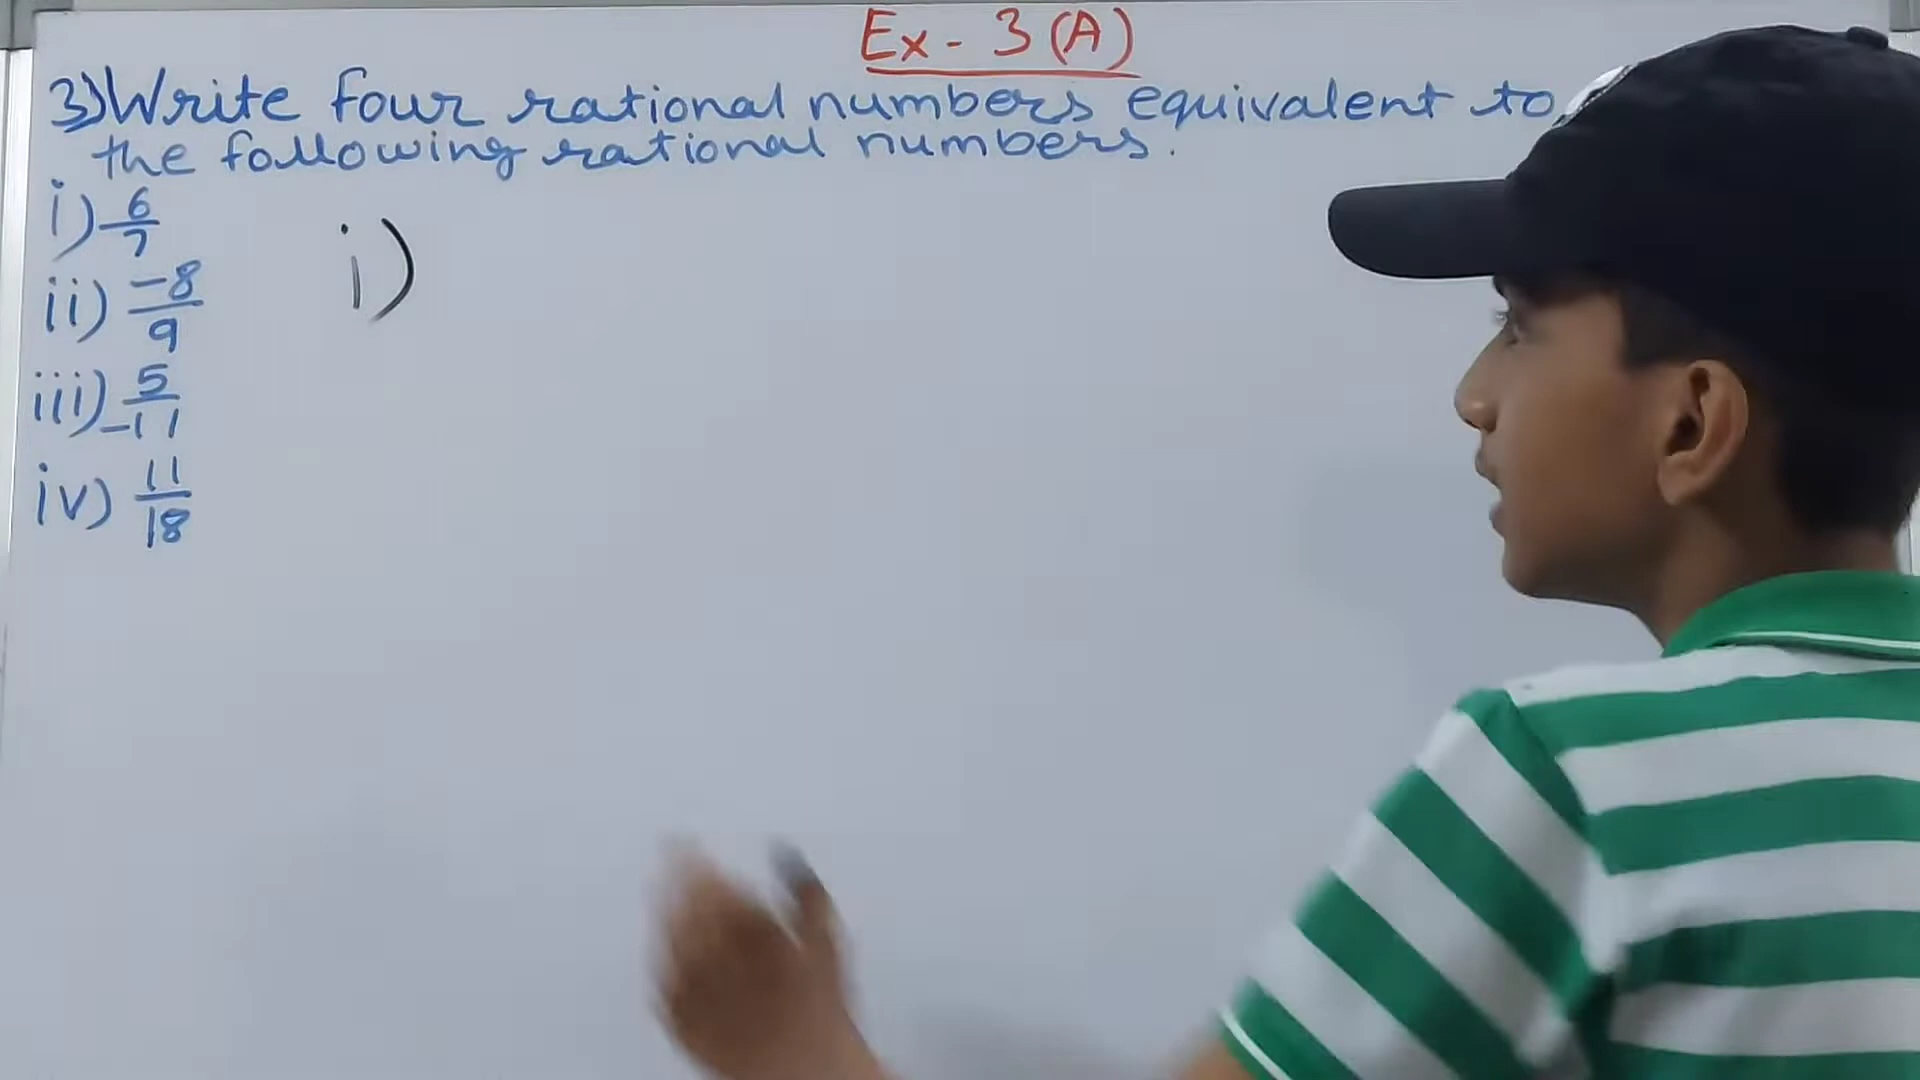 Ex - 3 (A)
3) Write four rational numbers equivalent to
the following rational numbers.
i) 6/7
ii) -8/9
iii) 5/-11
iv) 11/18
i)